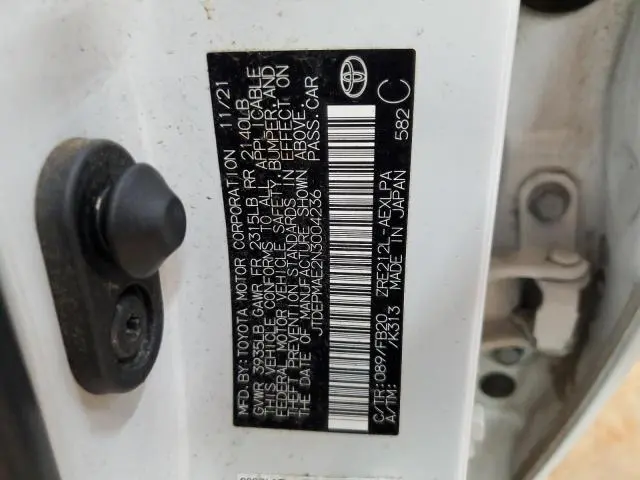 MFD. BY: TOYOTA MOTOR CORPORATION 11/21
GVWR 3935LB GAWR FR 2315LB RR 2140LB
THIS VEHICLE CONFORMS TO ALL APPLICABLE
FEDERAL MOTOR VEHICLE SAFETY, BUMPER, AND
THEFT PREVENTION STANDARDS IN EFFECT ON
THE DATE OF MANUFACTURE SHOWN ABOVE.
JTDEPMAE2N3004236 PASS.CAR
C/TR:089/FB20 ZRE212L-AEXLPA
A/TM: /K313 MADE IN JAPAN
582 C